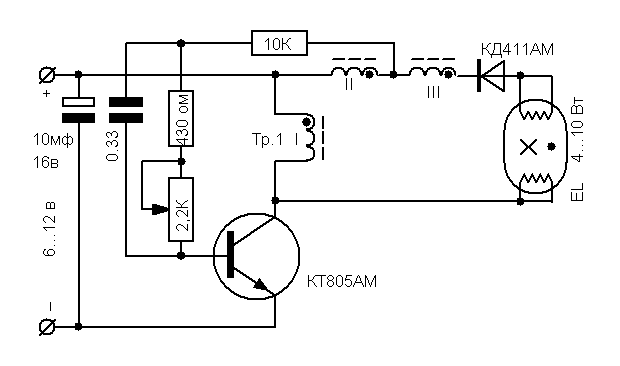 10К
КД411АМ
II
III
+
10мф
16в
0.33
430 ом
Тр.1 I
4...10 Вт
EL
2,2К
6...12 в
КТ805АМ
–